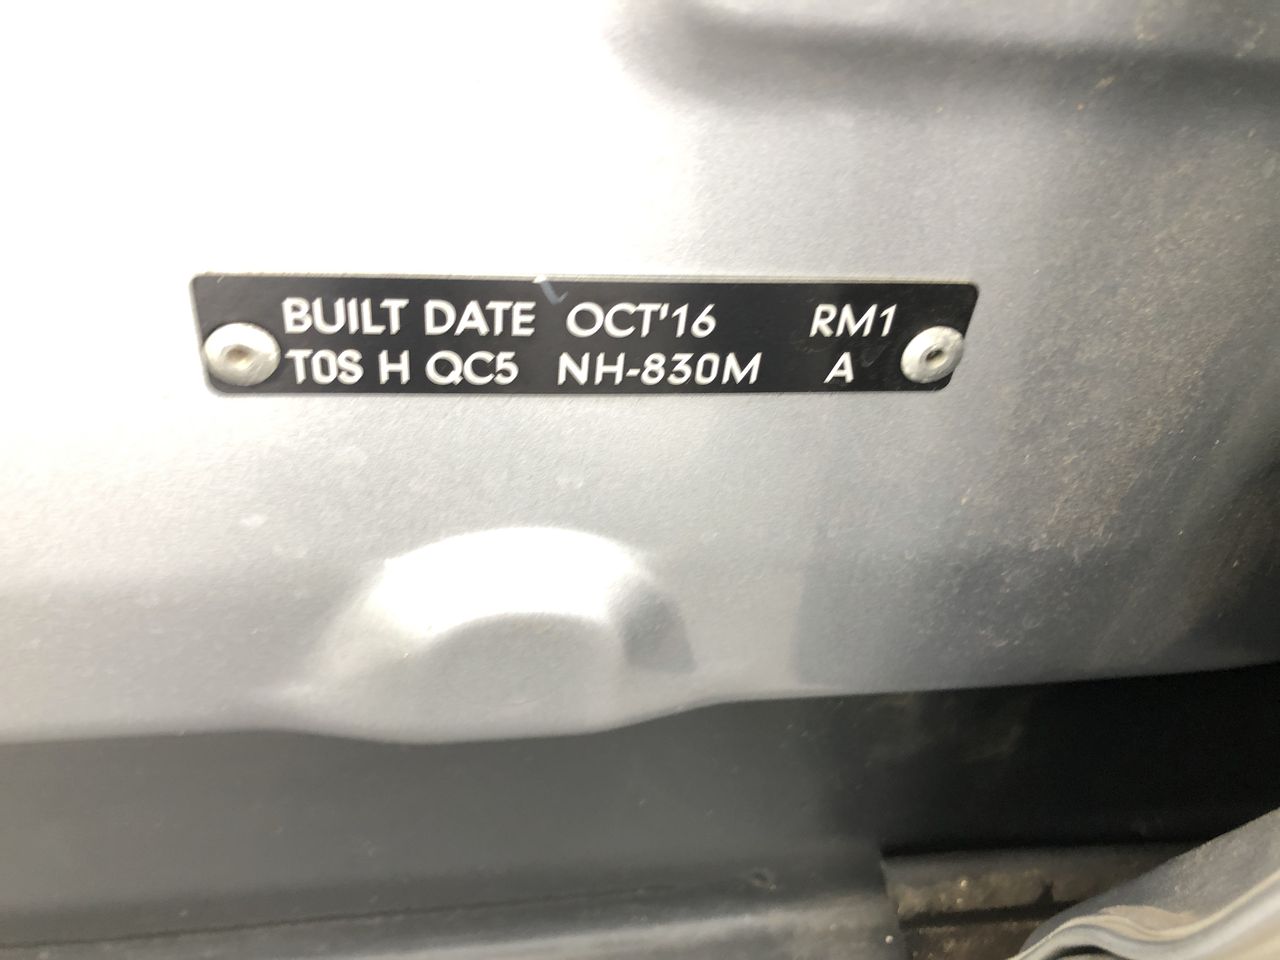 BUILT DATE OCT'16 RM1
T0S H QC5 NH-830M A